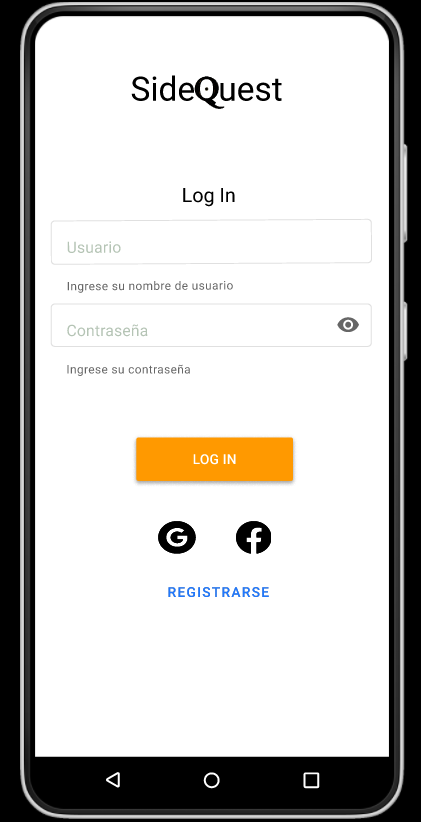 SideQuest
Log In
Usuario
Ingrese su nombre de usuario
Contraseña
Ingrese su contraseña
LOG IN
REGISTRARSE